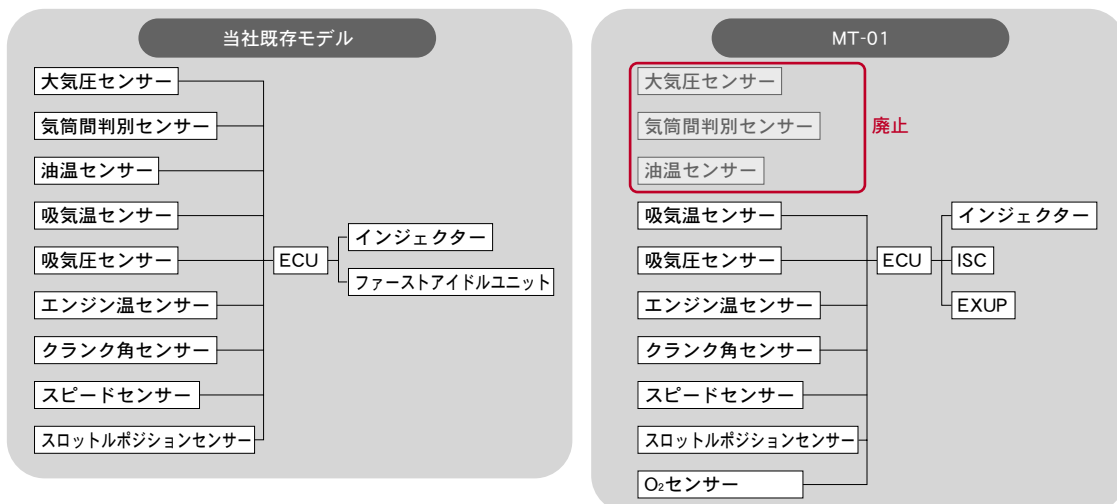 当社既存モデル
大気圧センサー
気筒間判別センサー
油温センサー
吸気温センサー
吸気圧センサー
エンジン温センサー
クランク角センサー
スピードセンサー
スロットルポジションセンサー
ECU
インジェクター
ファーストアイドルユニット
MT-01
大気圧センサー
気筒間判別センサー
油温センサー
廃止
吸気温センサー
吸気圧センサー
エンジン温センサー
クランク角センサー
スピードセンサー
スロットルポジションセンサー
O₂センサー
ECU
インジェクター
ISC
EXUP